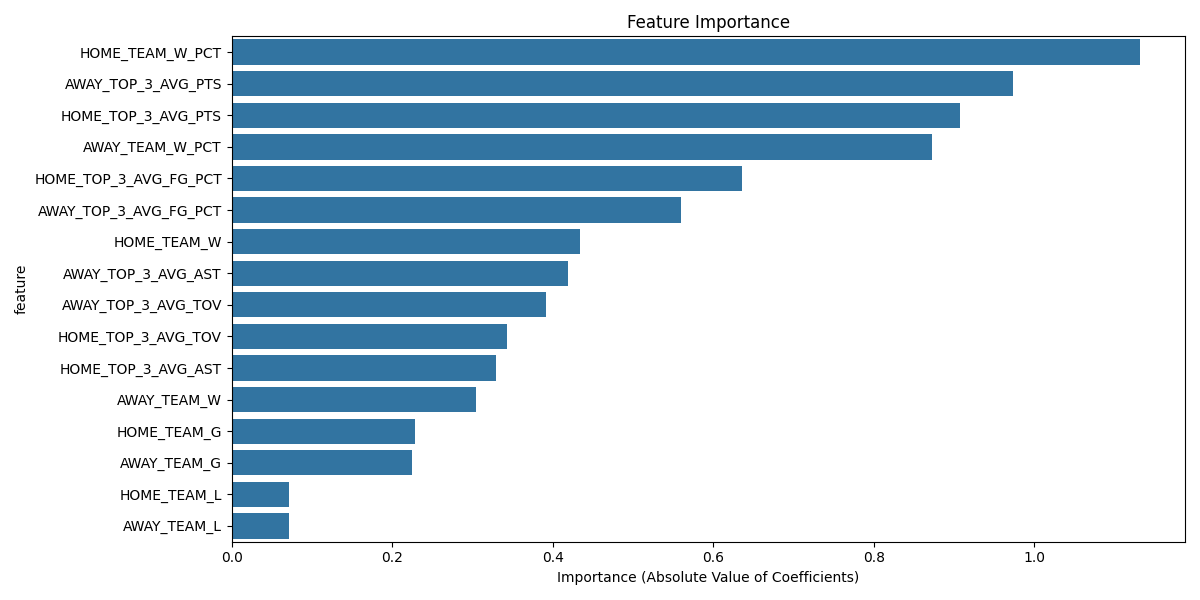 Feature Importance
HOME_TEAM_W_PCT
AWAY_TOP_3_AVG_PTS
HOME_TOP_3_AVG_PTS
AWAY_TEAM_W_PCT
HOME_TOP_3_AVG_FG_PCT
AWAY_TOP_3_AVG_FG_PCT
HOME_TEAM_W
AWAY_TOP_3_AVG_AST
AWAY_TOP_3_AVG_TOV
HOME_TOP_3_AVG_TOV
HOME_TOP_3_AVG_AST
AWAY_TEAM_W
HOME_TEAM_G
AWAY_TEAM_G
HOME_TEAM_L
AWAY_TEAM_L
feature
0.0 0.2 0.4 0.6 0.8 1.0
Importance (Absolute Value of Coefficients)